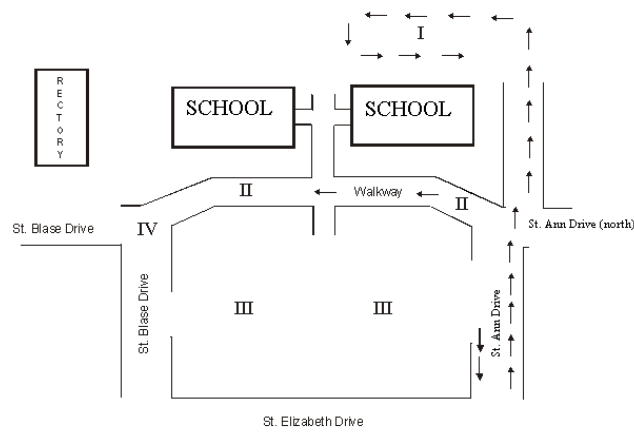 I
RECTORY
SCHOOL
SCHOOL
II
Walkway
II
St. Blase Drive
IV
St. Ann Drive (north)
St. Blase Drive
III
III
St. Ann Drive
St. Elizabeth Drive